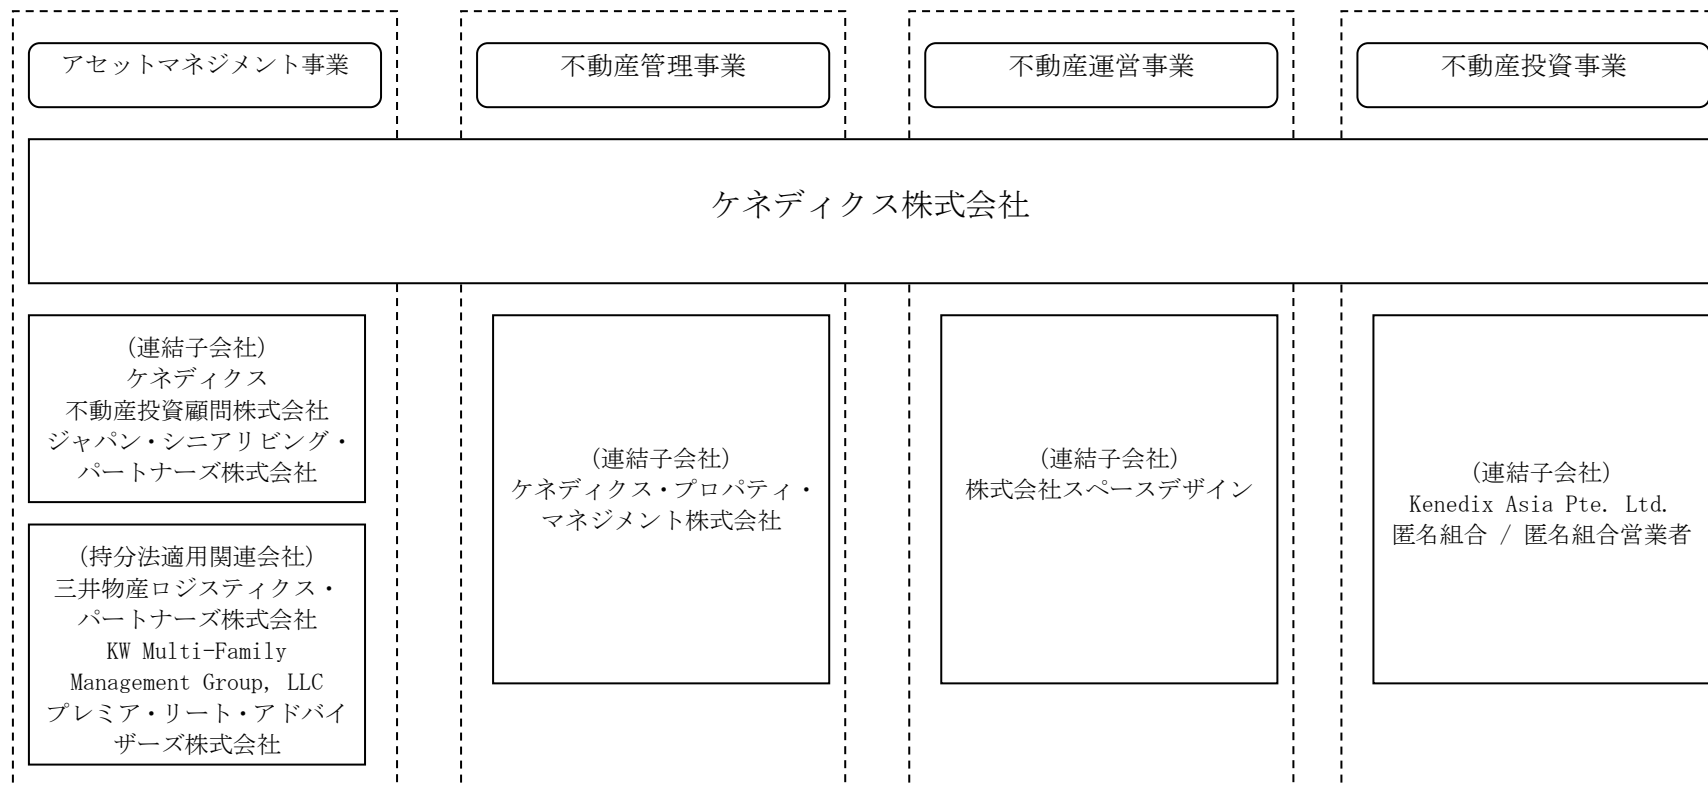 アセットマネジメント事業
不動産管理事業
不動産運営事業
不動産投資事業
ケネディクス株式会社
(連結子会社)
ケネディクス
不動産投資顧問株式会社
ジャパン・シニアリビング・
パートナーズ株式会社
(持分法適用関連会社)
三井物産ロジスティクス・
パートナーズ株式会社
KW Multi-Family
Management Group, LLC
プレミア・リート・アドバイ
ザーズ株式会社
(連結子会社)
ケネディクス・プロパティ・
マネジメント株式会社
(連結子会社)
株式会社スペースデザイン
(連結子会社)
Kenedix Asia Pte. Ltd.
匿名組合 / 匿名組合営業者